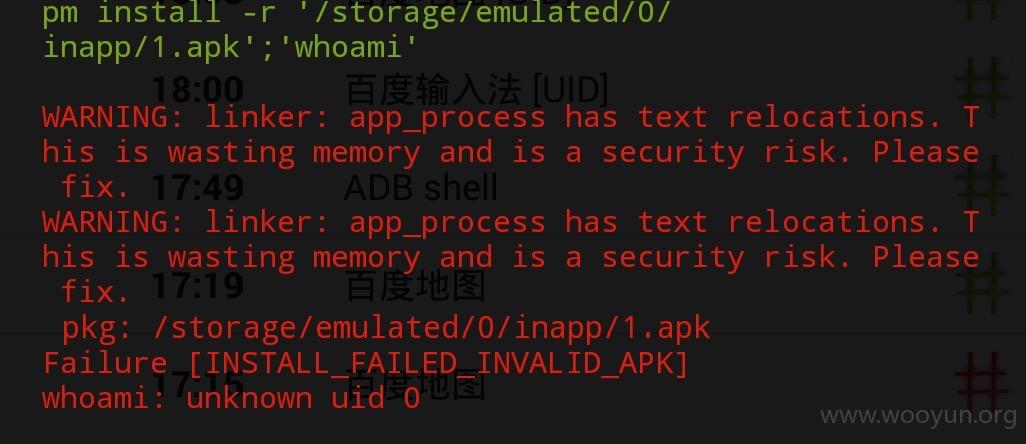 pm install -r '/storage/emulated/0/
inapp/1.apk';'whoami'
18:00 百度输入法 [UID]
WARNING: linker: app_process has text relocations. T
his is wasting memory and is a security risk. Please
fix.
17:49 ADB shell
WARNING: linker: app_process has text relocations. T
his is wasting memory and is a security risk. Please
fix.
17:19 百度地图
pkg: /storage/emulated/0/inapp/1.apk
Failure [INSTALL_FAILED_INVALID_APK]
17:15 百度地图
whoami: unknown uid 0
www.wooyun.org